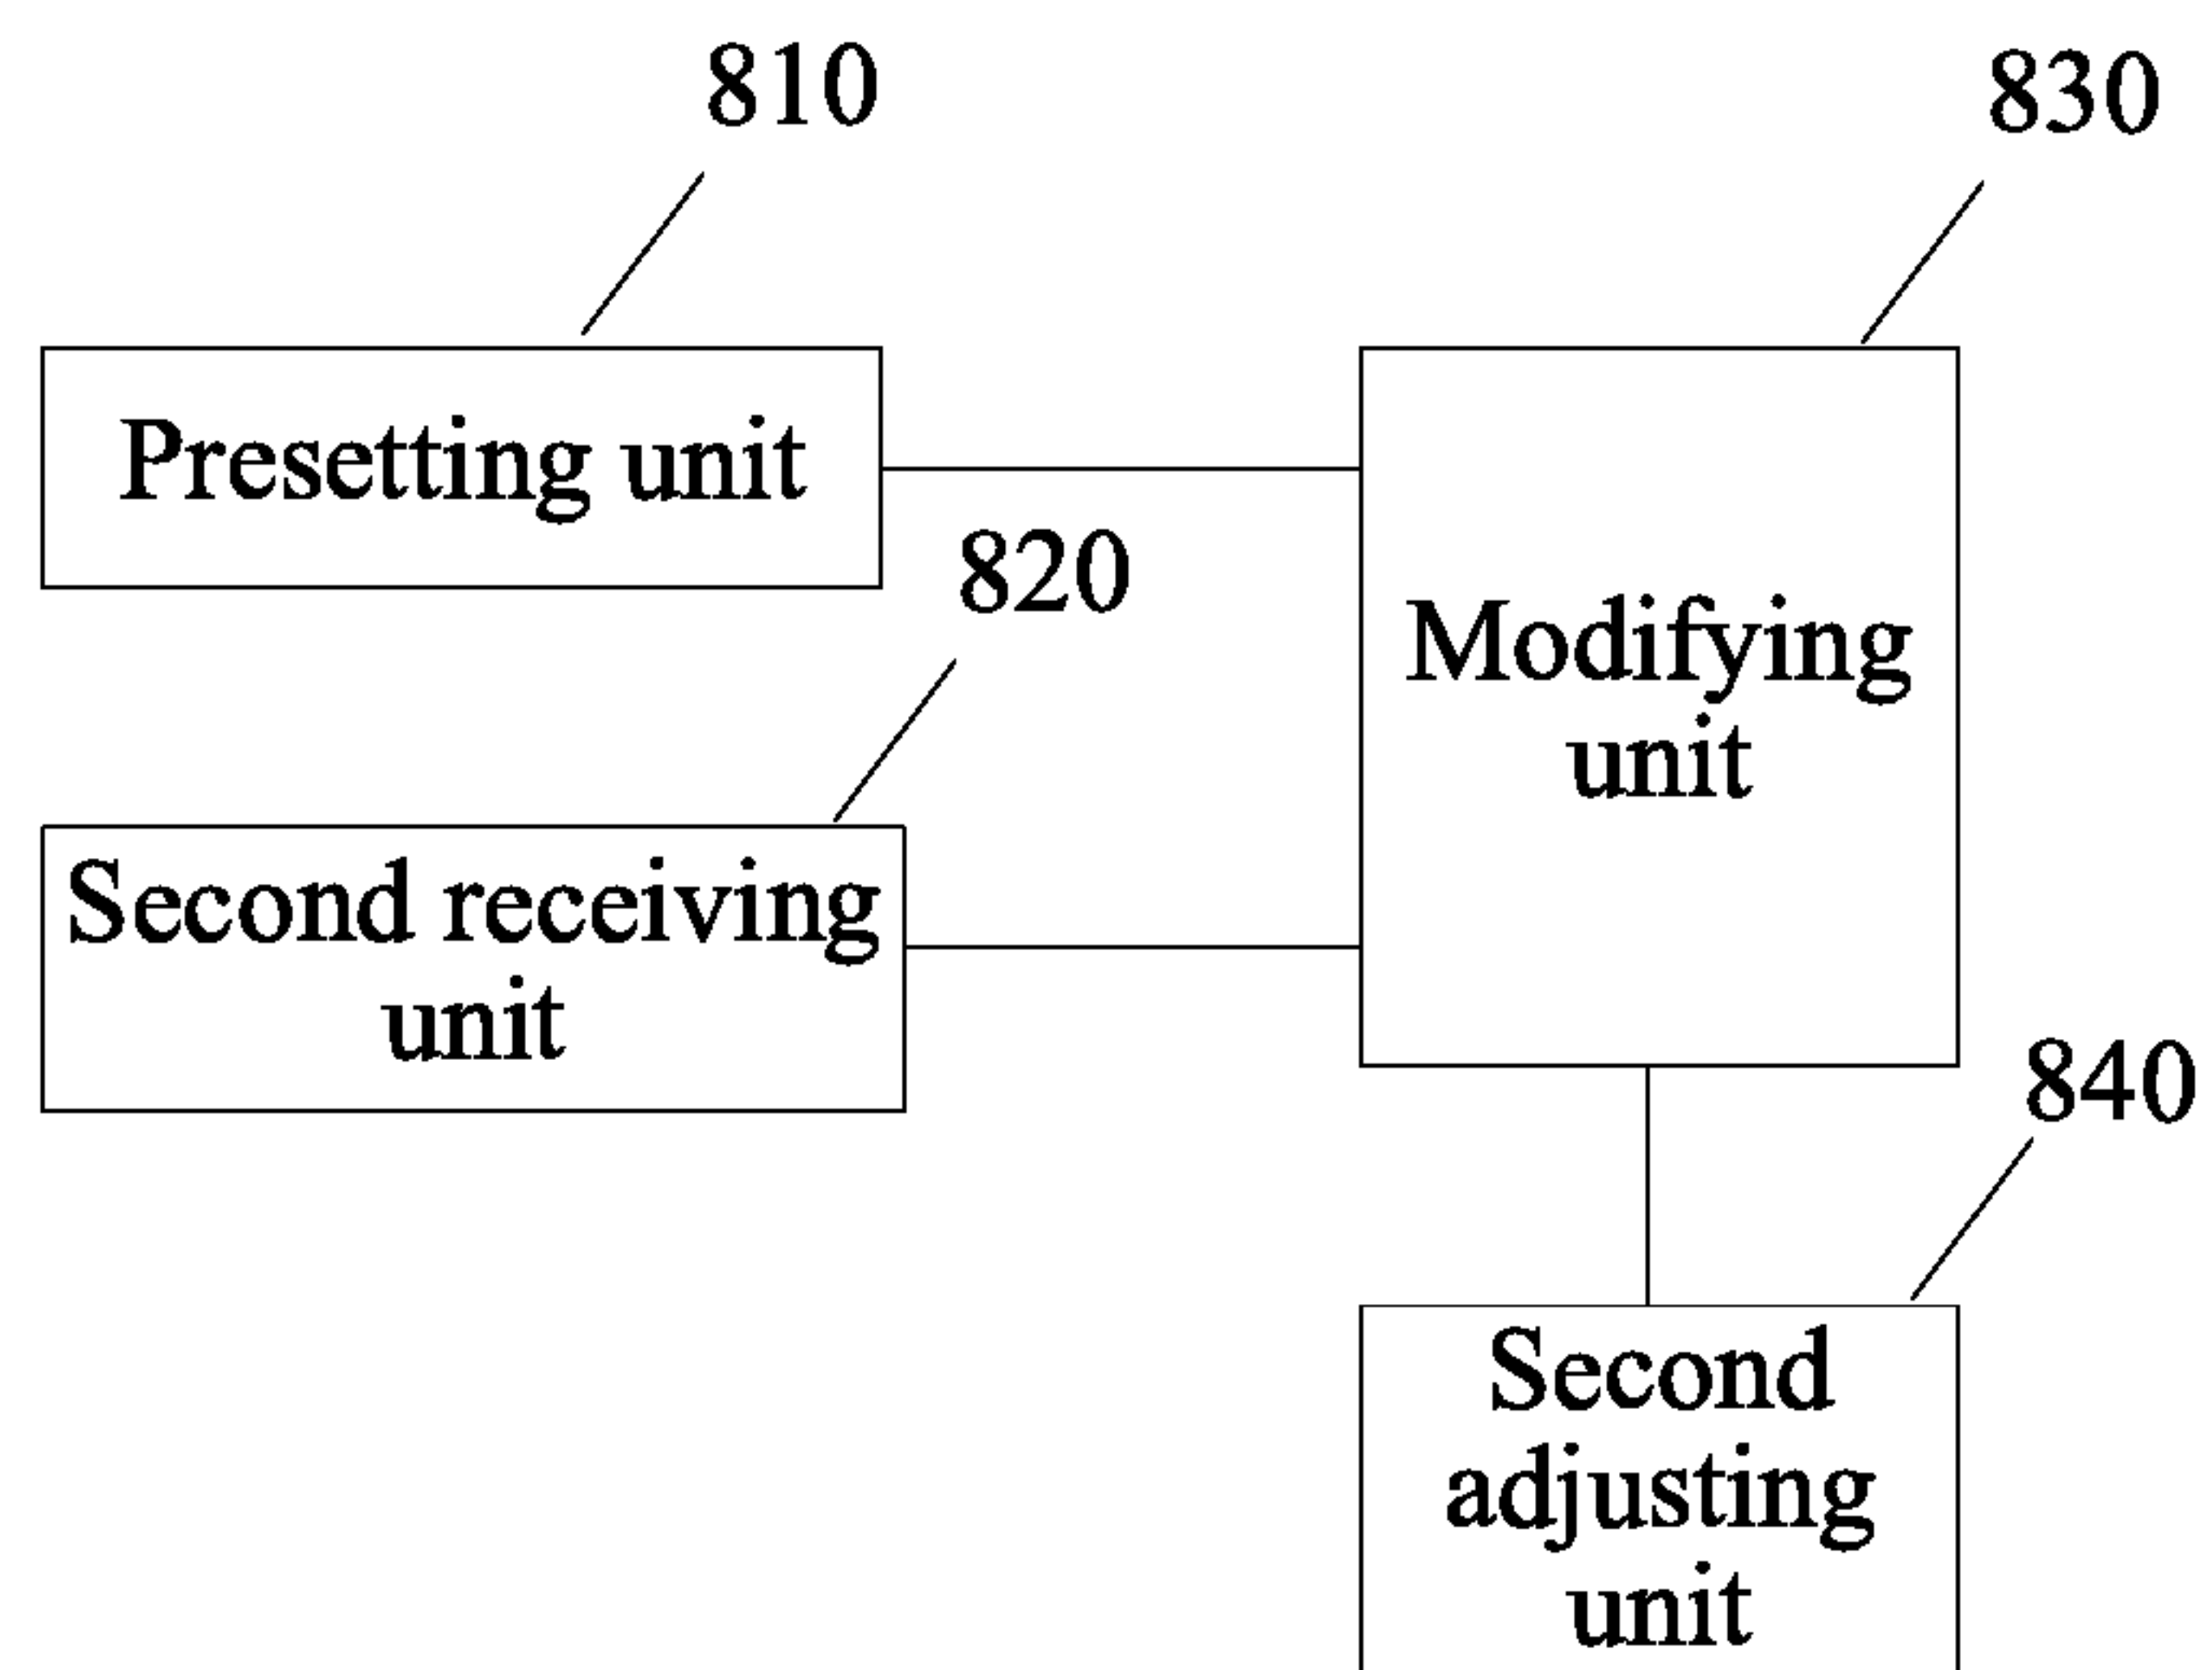 810
830
Presetting unit
820
Modifying
unit
Second receiving
unit
840
Second
adjusting
unit